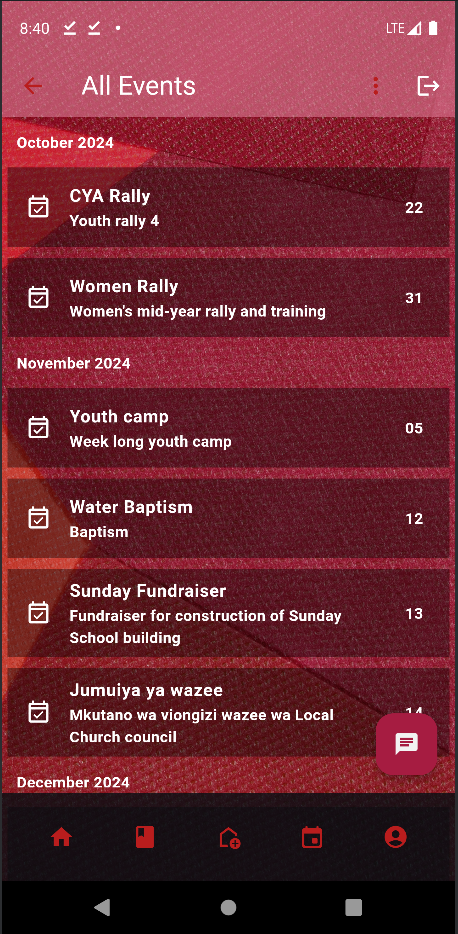 8:40
LTE
All Events
October 2024
CYA Rally
Youth rally 4
22
Women Rally
Women's mid-year rally and training
31
November 2024
Youth camp
Week long youth camp
05
Water Baptism
Baptism
12
Sunday Fundraiser
Fundraiser for construction of Sunday
School building
13
Jumuiya ya wazee
Mkutano wa viongizi wazee wa Local
Church council
14
December 2024